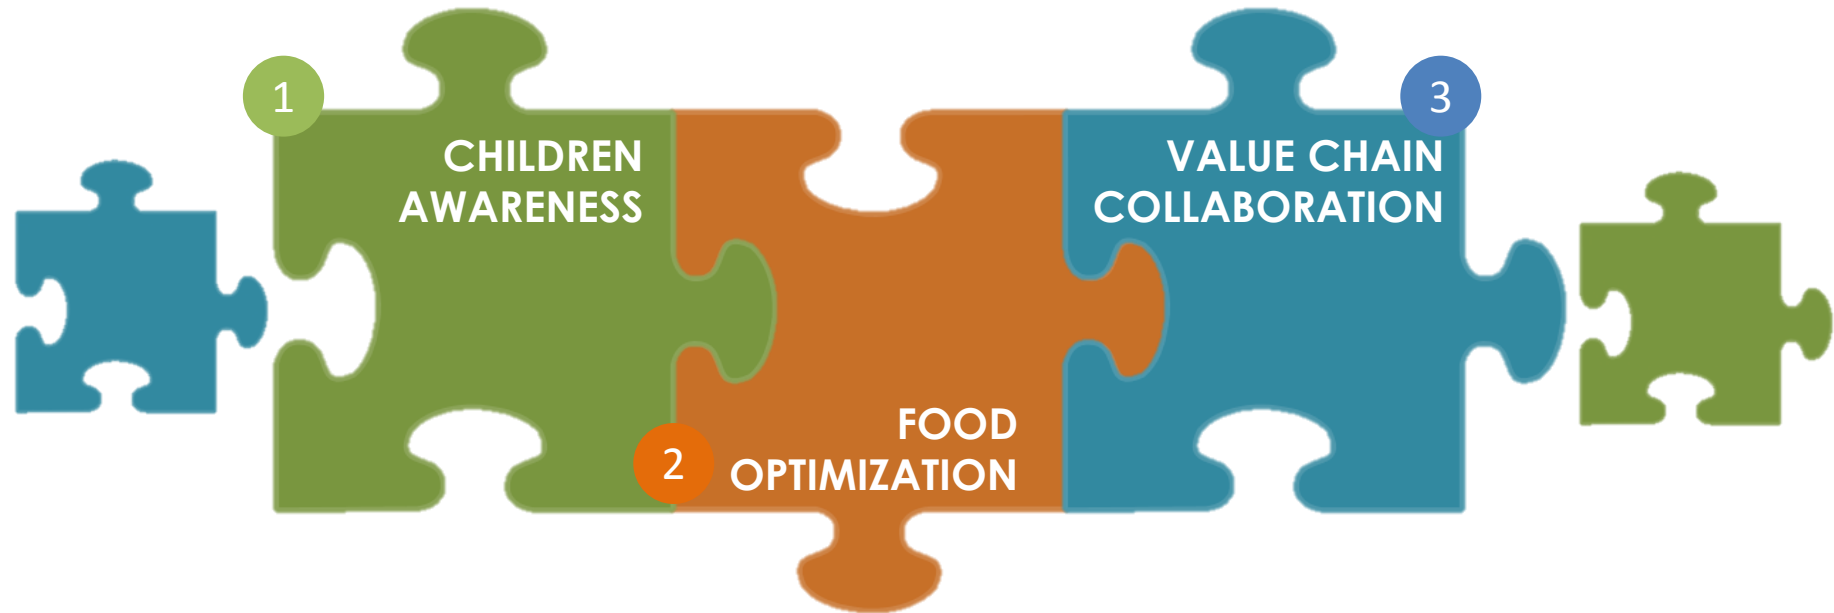 1
CHILDREN
AWARENESS
2
FOOD
OPTIMIZATION
3
VALUE CHAIN
COLLABORATION